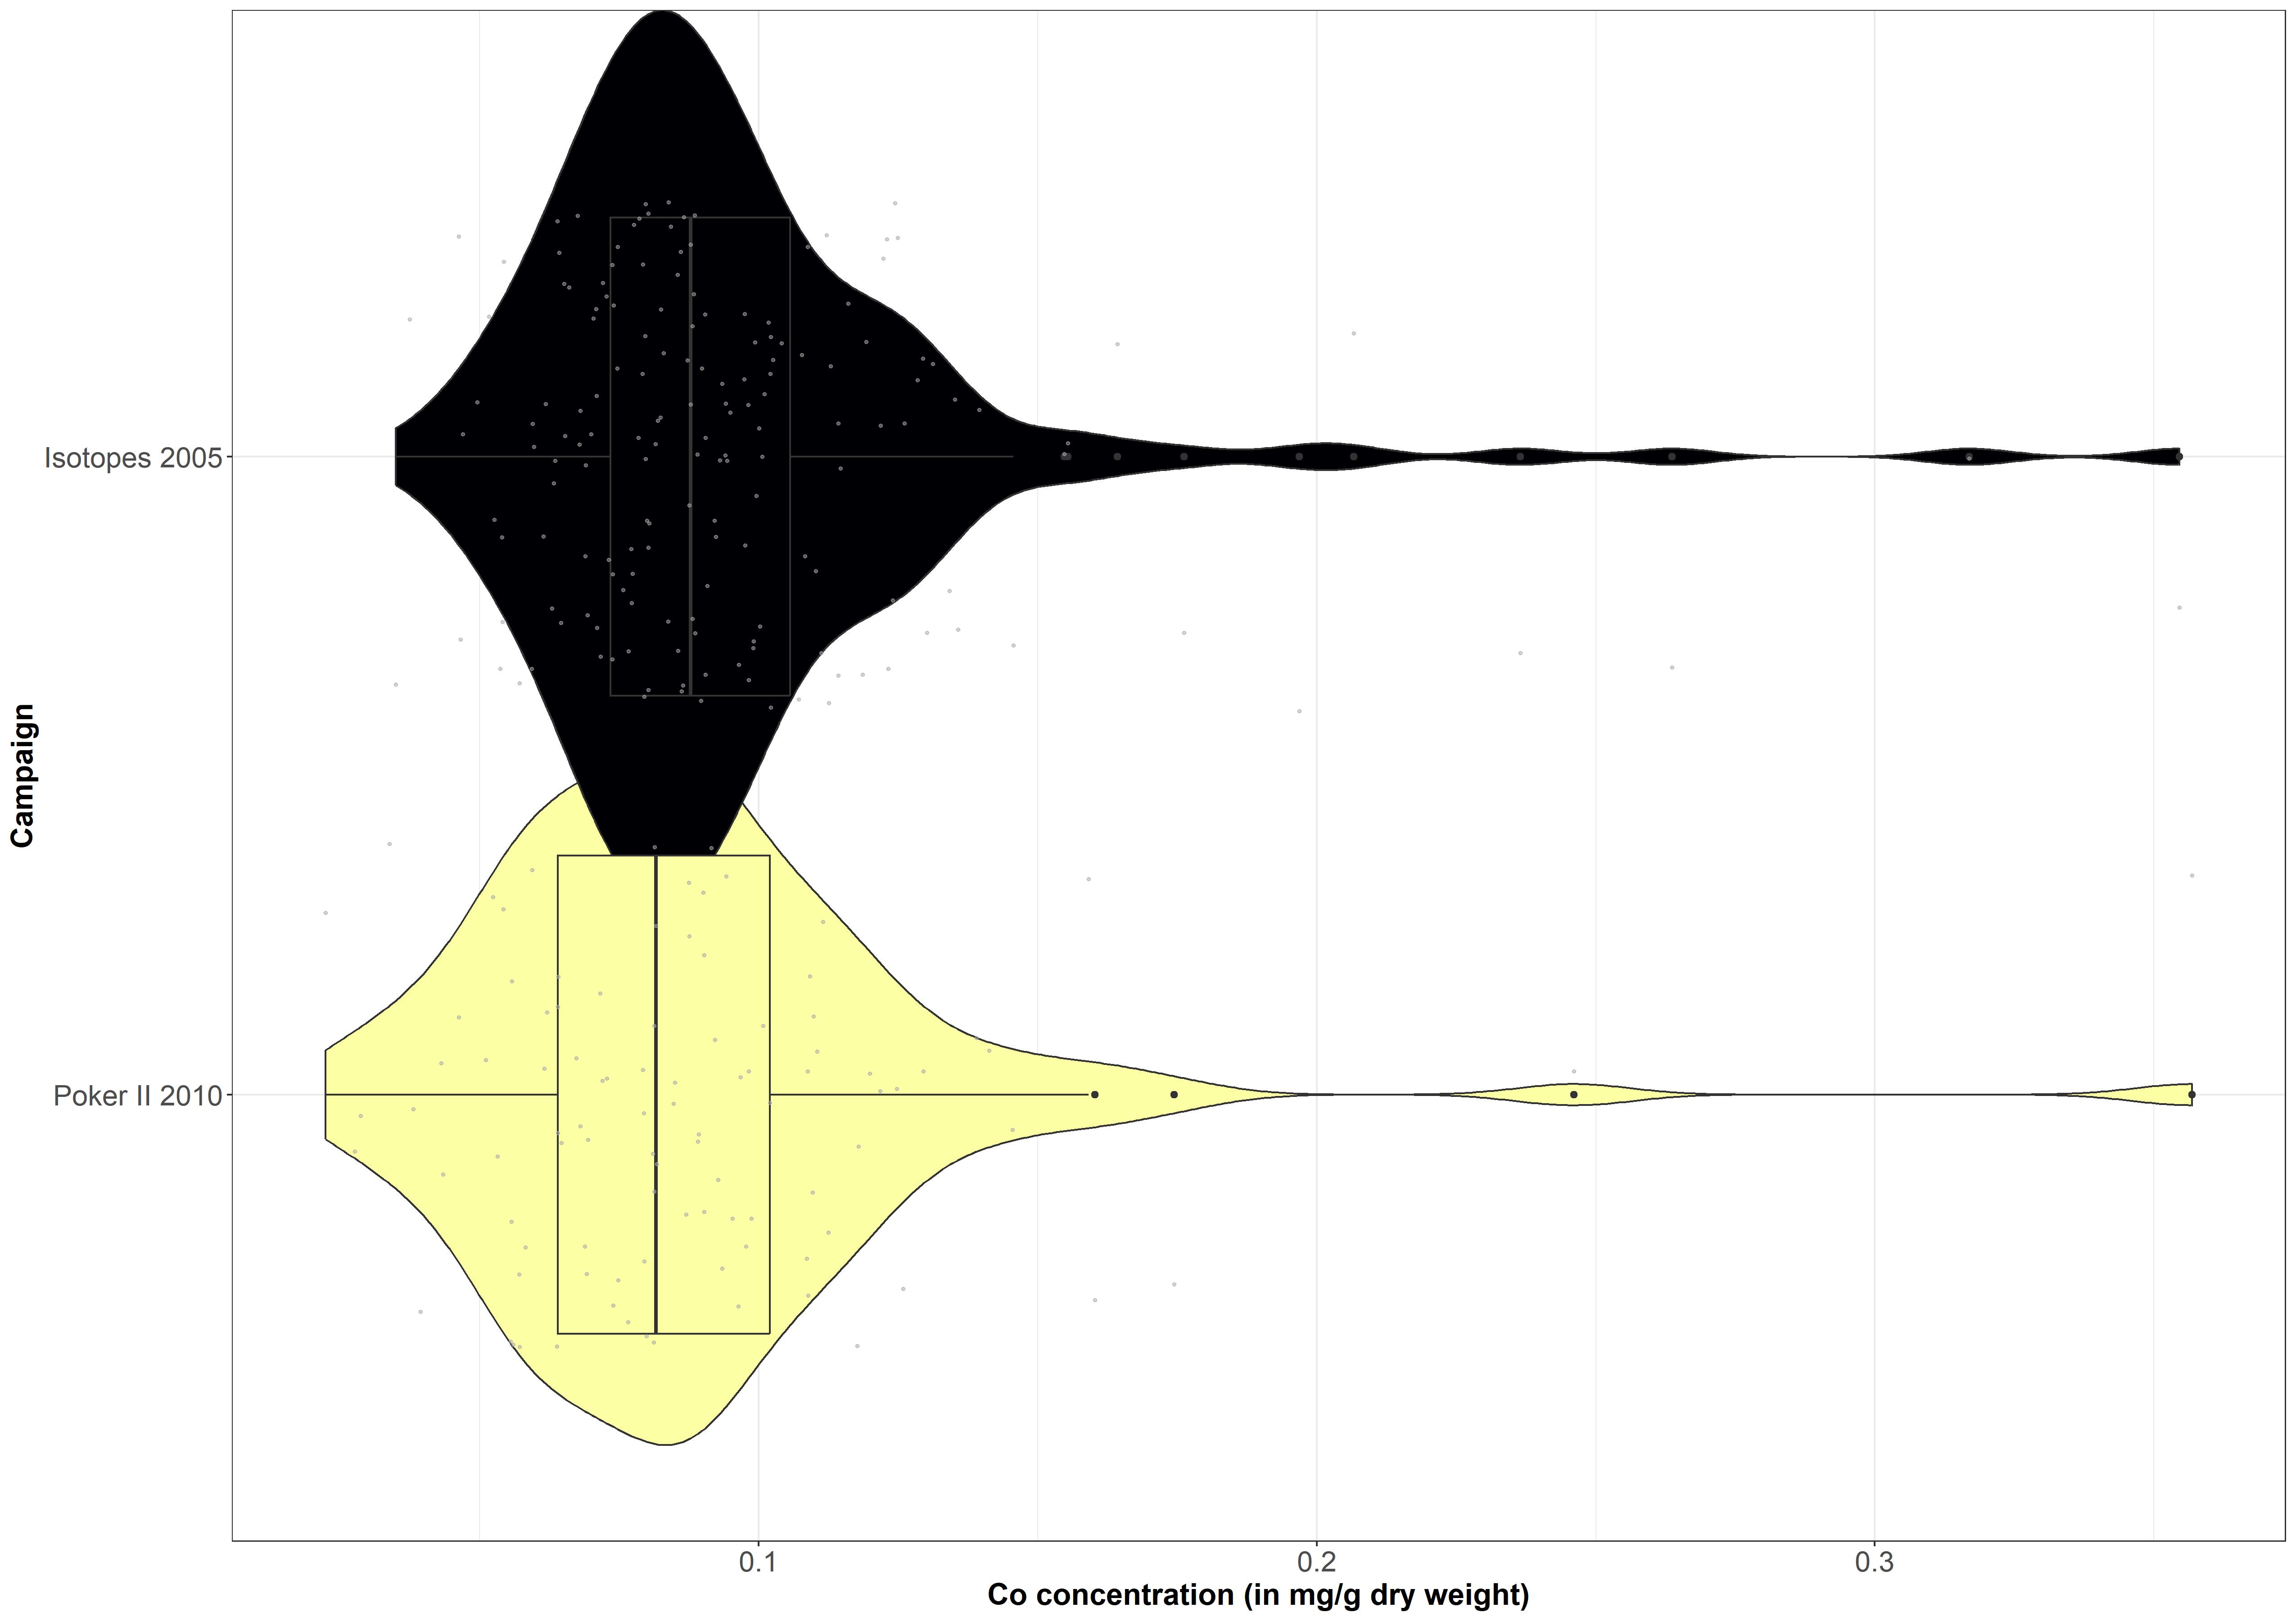 Campaign
Isotopes 2005
Poker II 2010
0.1
0.2
0.3
Co concentration (in mg/g dry weight)